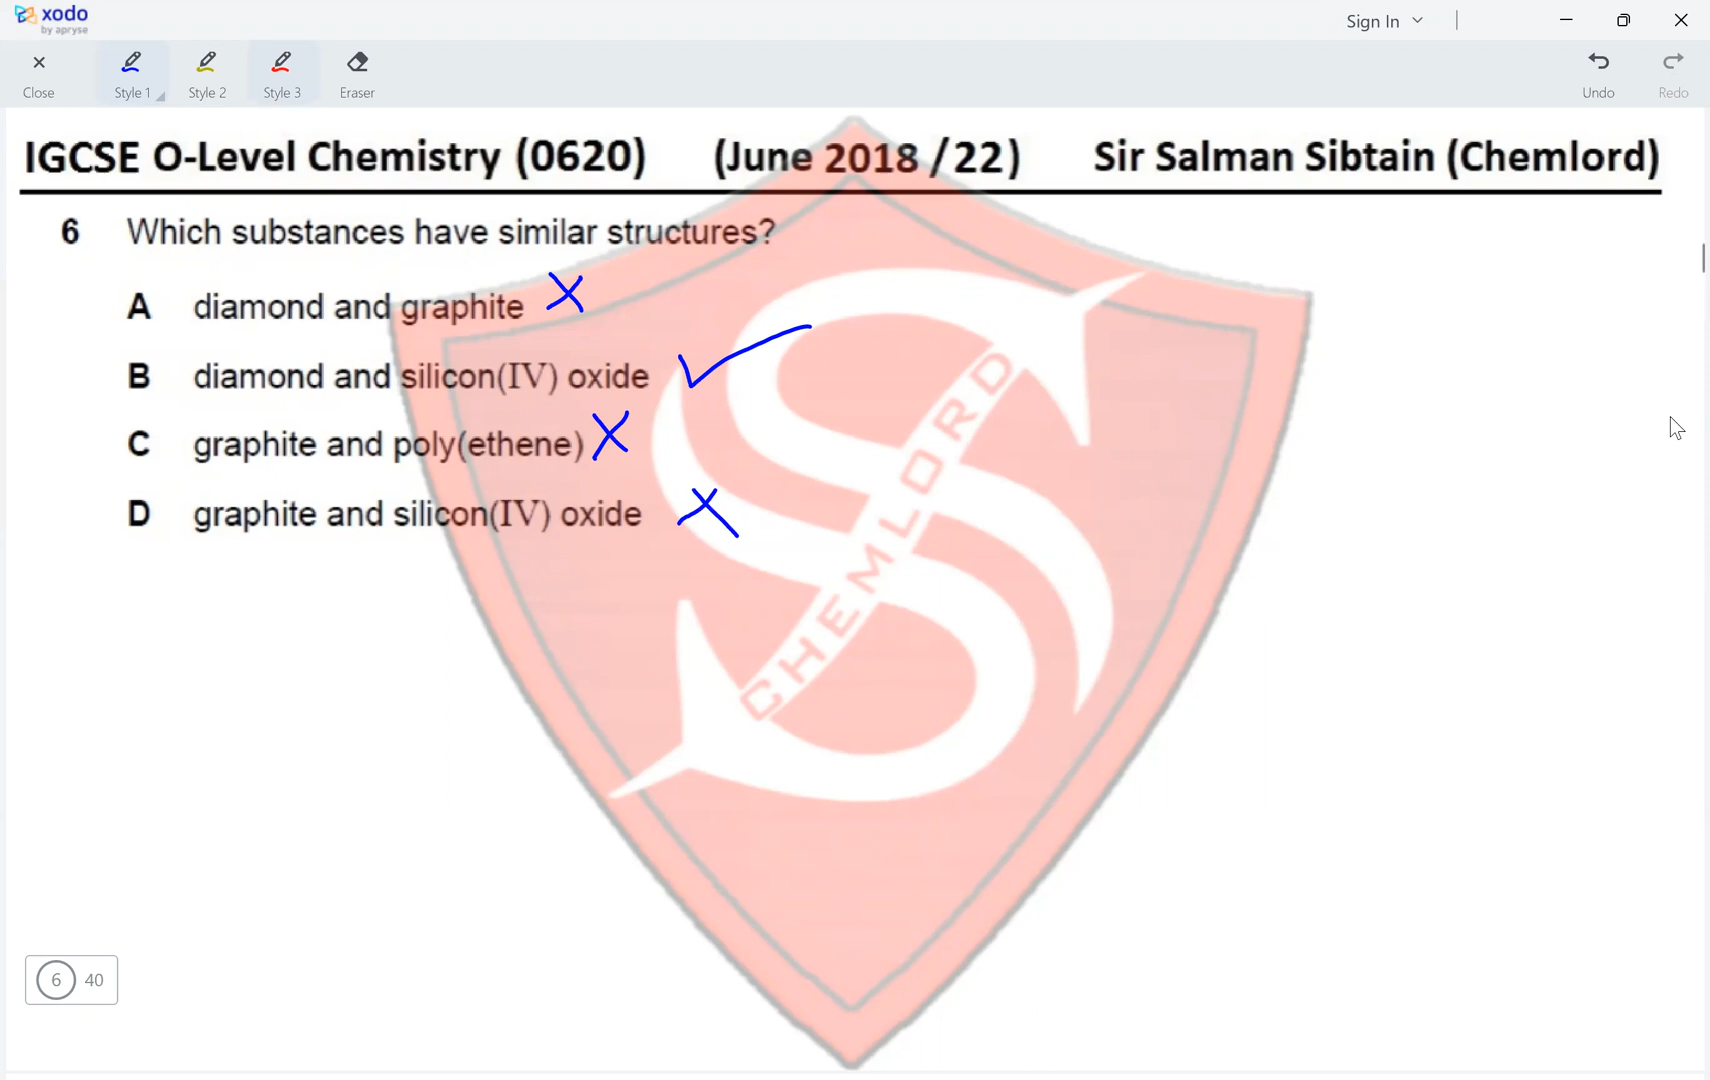 xodo
by apryse
Sign In
Close
Style 1
Style 2
Style 3
Eraser
Undo
Redo
IGCSE O-Level Chemistry (0620) (June 2018 /22) Sir Salman Sibtain (Chemlord)
6 Which substances have similar structures?
A diamond and graphite
B diamond and silicon(IV) oxide
C graphite and poly(ethene)
D graphite and silicon(IV) oxide
CHEMLORD
6 40